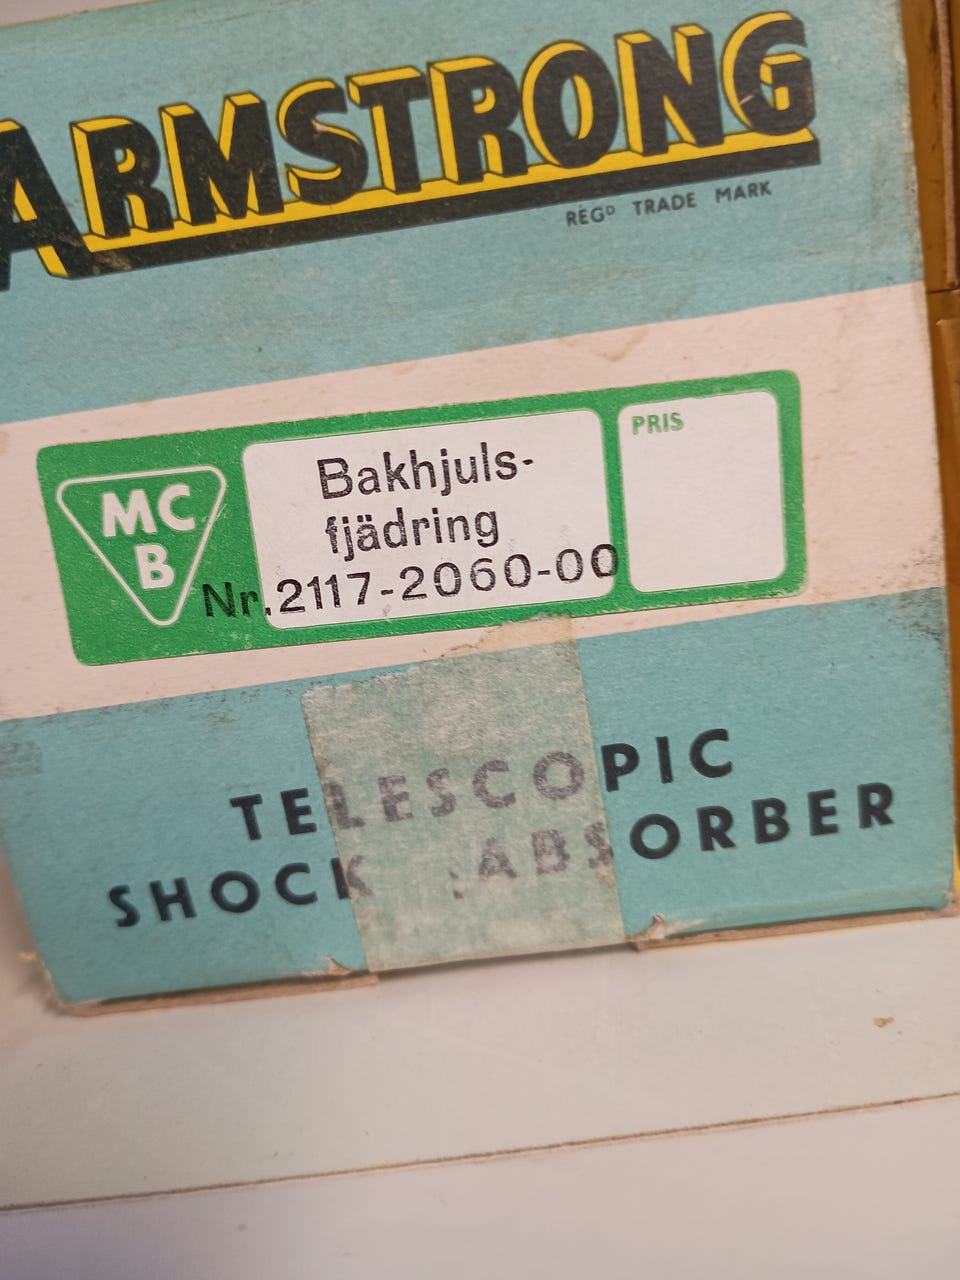 ARMSTRONG
REGD TRADE MARK
MC
B
Bakhjuls-
fjädring
Nr.2117-2060-00
PRIS
TELESCOPIC
SHOCK ABSORBER